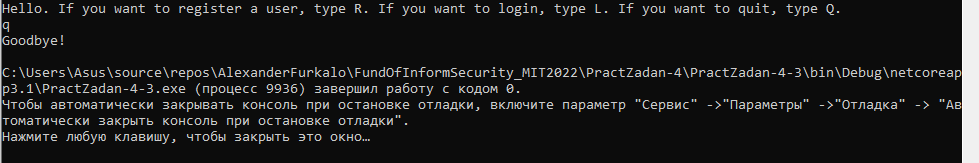 Hello. If you want to register a user, type R. If you want to login, type L. If you want to quit, type Q.
q
Goodbye!
C:\Users\Asus\source\repos\AlexanderFurkalo\FundOfInformSecurity_MIT2022\PractZadan-4\PractZadan-4-3\bin\Debug\netcoreap
p3.1\PractZadan-4-3.exe (процесс 9936) завершил работу с кодом 0.
Чтобы автоматически закрывать консоль при остановке отладки, включите параметр "Сервис" ->"Параметры" ->"Отладка" -> "Ав
томатически закрыть консоль при остановке отладки".
Нажмите любую клавишу, чтобы закрыть это окно…